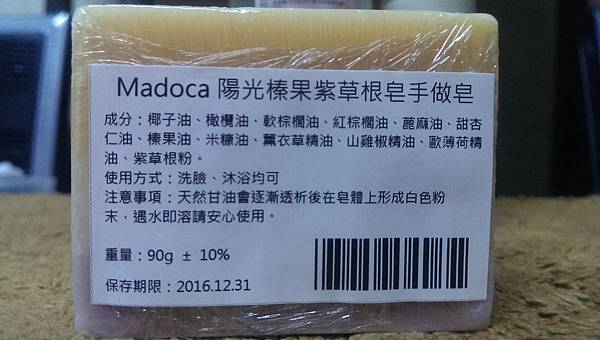 Madoca 陽光榛果紫草根皂手做皂
成分：椰子油、橄欖油、軟棕櫚油、紅棕櫚油、蓖麻油、甜杏
仁油、榛果油、米糠油、薰衣草精油、山雞椒精油、歐薄荷精
油、紫草根粉。
使用方式：洗臉、沐浴均可
注意事項：天然甘油會逐漸透析後在皂體上形成白色粉
末，遇水即溶請安心使用。
重量：90g ± 10%
保存期限：2016.12.31